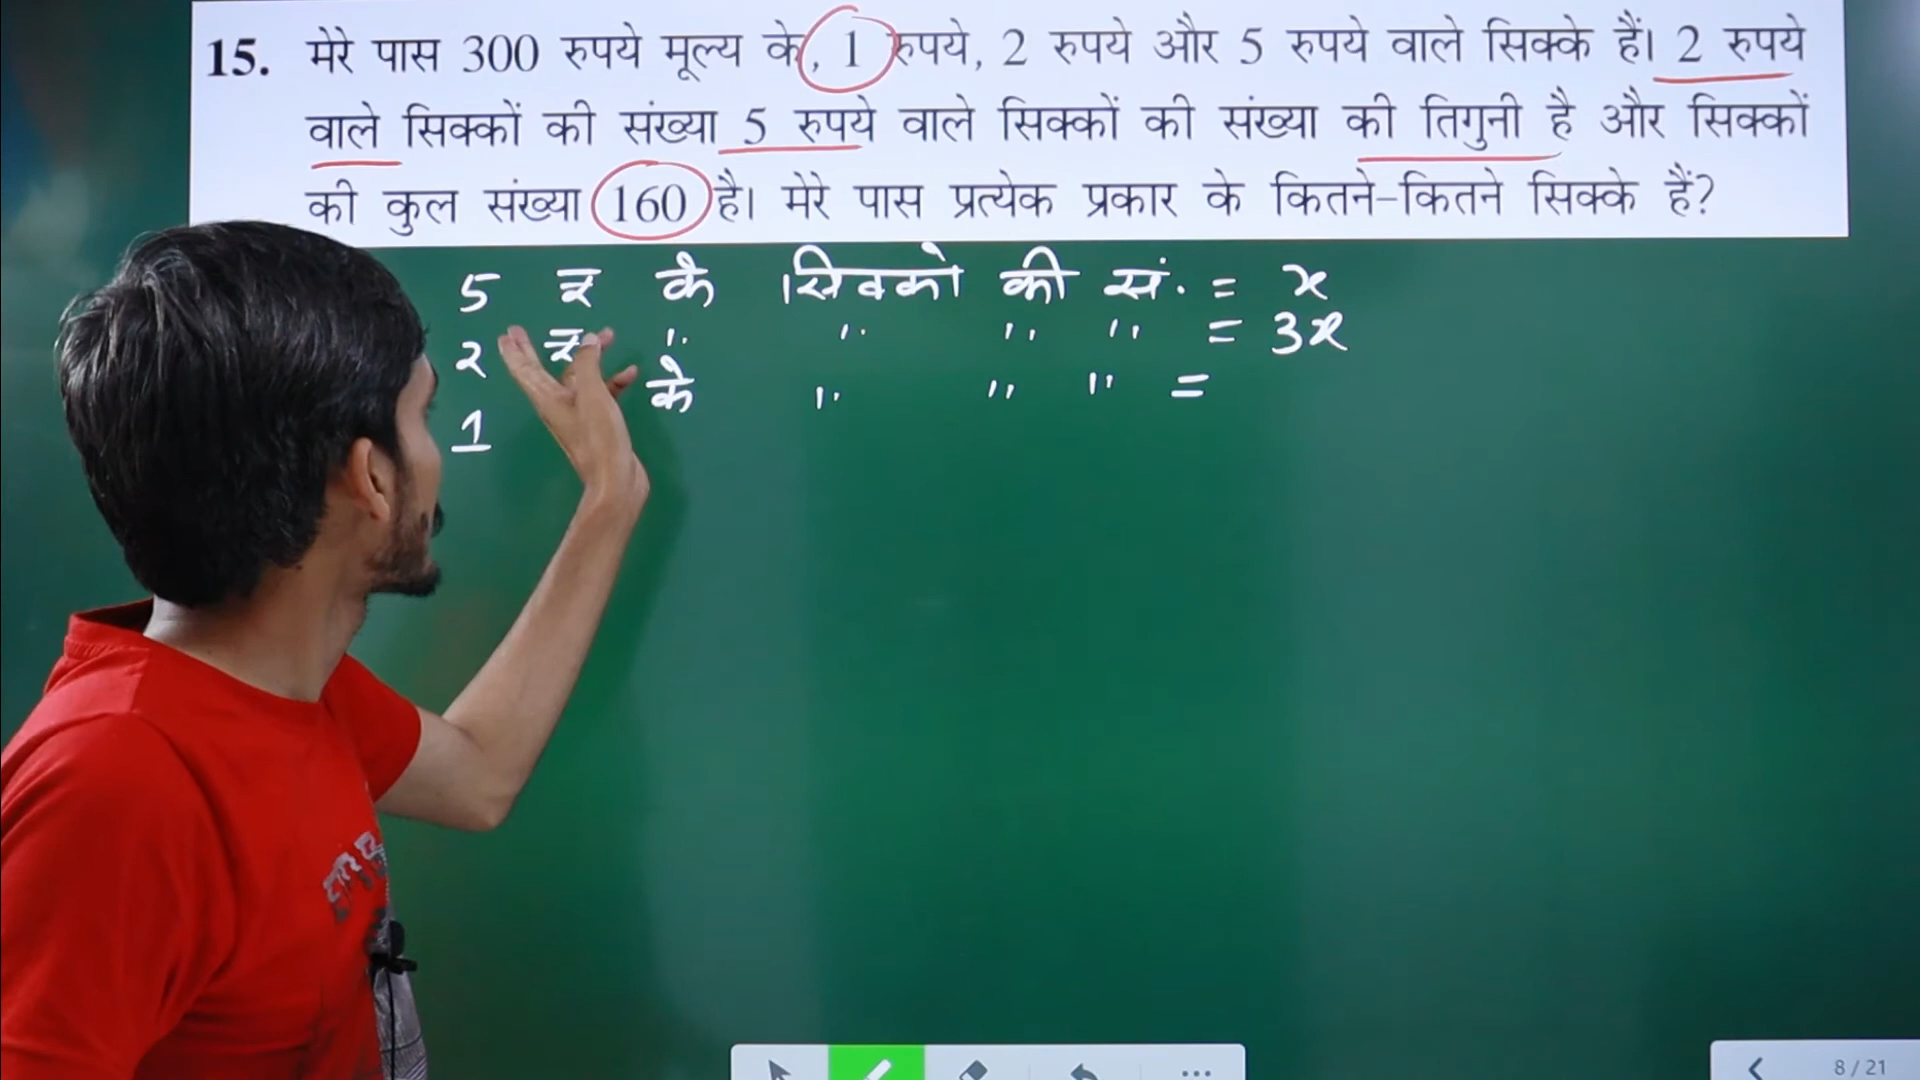 15. मेरे पास 300 रुपये मूल्य के, 1 रुपये, 2 रुपये और 5 रुपये वाले सिक्के हैं। 2 रुपये
वाले सिक्कों की संख्या 5 रुपये वाले सिक्कों की संख्या की तिगुनी है और सिक्कों
की कुल संख्या 160 है। मेरे पास प्रत्येक प्रकार के कितने-कितने सिक्के हैं?
5 रु के सिक्को की सं. = x
2 रु " " " " = 3x
1 के " " " =
8 / 21